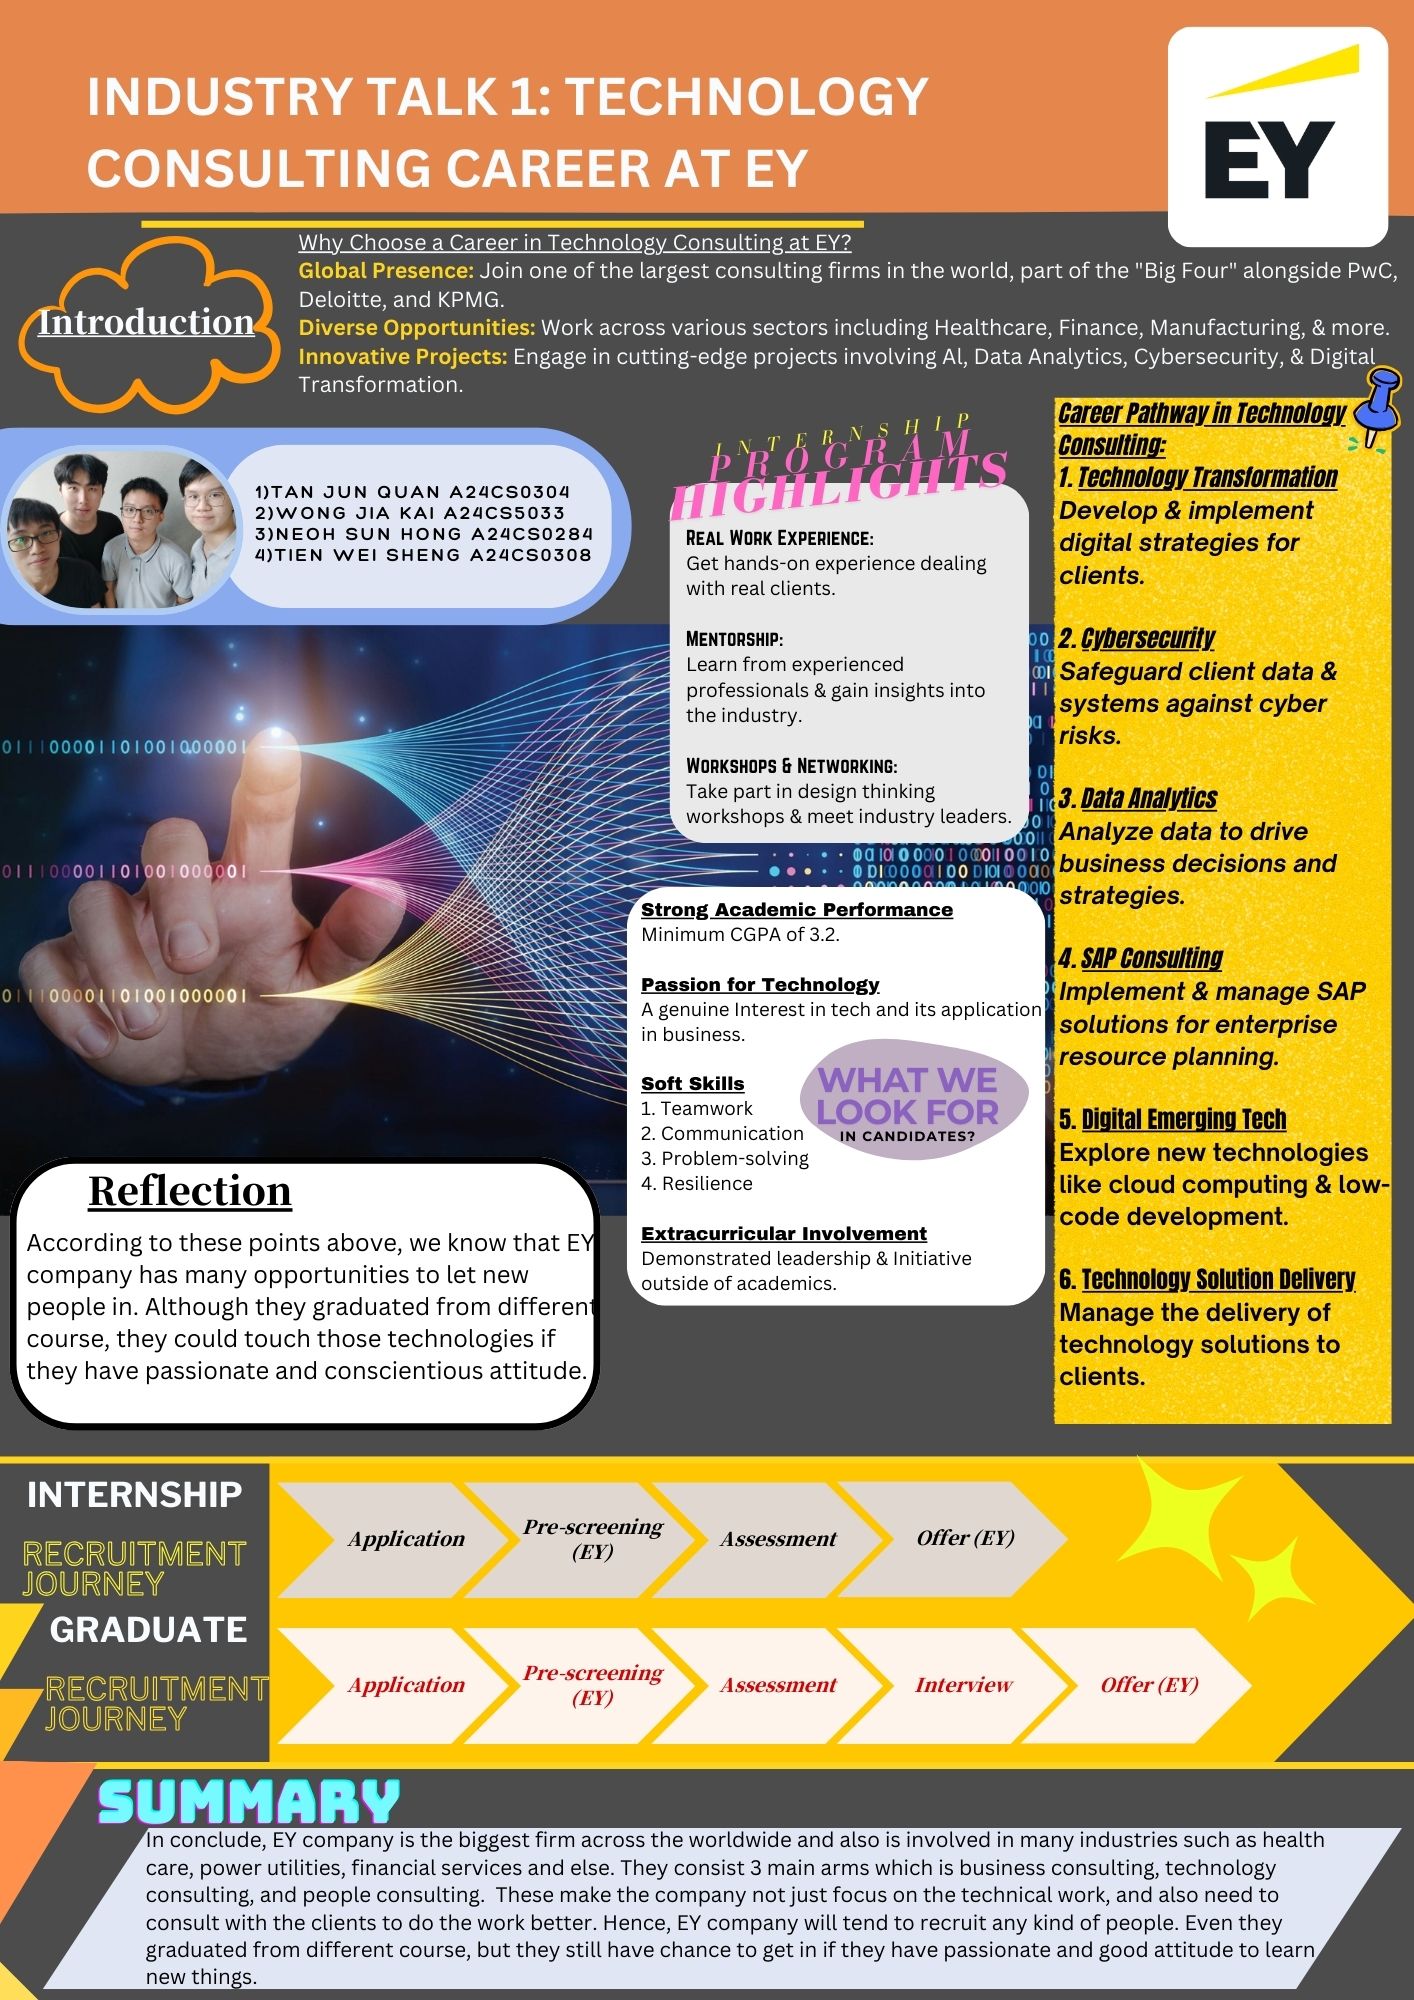 INDUSTRY TALK 1: TECHNOLOGY
CONSULTING CAREER AT EY
EY
Introduction
Why Choose a Career in Technology Consulting at EY?
Global Presence: Join one of the largest consulting firms in the world, part of the "Big Four" alongside PwC,
Deloitte, and KPMG.
Diverse Opportunities: Work across various sectors including Healthcare, Finance, Manufacturing, & more.
Innovative Projects: Engage in cutting-edge projects involving Al, Data Analytics, Cybersecurity, & Digital
Transformation.
1)TAN JUN QUAN A24CS0304
2)WONG JIA KAI A24CS5033
3)NEOH SUN HONG A24CS0284
4)TIEN WEI SHENG A24CS0308
INTERNSHIP
PROGRAM
HIGHLIGHTS
REAL WORK EXPERIENCE:
Get hands-on experience dealing
with real clients.
MENTORSHIP:
Learn from experienced
professionals & gain insights into
the industry.
WORKSHOPS & NETWORKING:
Take part in design thinking
workshops & meet industry leaders.
Strong Academic Performance
Minimum CGPA of 3.2.
Passion for Technology
A genuine Interest in tech and its application
in business.
Soft Skills
1. Teamwork
2. Communication
3. Problem-solving
4. Resilience
WHAT WE
LOOK FOR
IN CANDIDATES?
Extracurricular Involvement
Demonstrated leadership & Initiative
outside of academics.
Career Pathway in Technology
Consulting:
1. Technology Transformation
Develop & implement
digital strategies for
clients.
2. Cybersecurity
Safeguard client data &
systems against cyber
risks.
3. Data Analytics
Analyze data to drive
business decisions and
strategies.
4. SAP Consulting
Implement & manage SAP
solutions for enterprise
resource planning.
5. Digital Emerging Tech
Explore new technologies
like cloud computing & low-
code development.
6. Technology Solution Delivery
Manage the delivery of
technology solutions to
clients.
Reflection
According to these points above, we know that EY
company has many opportunities to let new
people in. Although they graduated from different
course, they could touch those technologies if
they have passionate and conscientious attitude.
INTERNSHIP
RECRUITMENT
JOURNEY
Application
Pre-screening
(EY)
Assessment
Offer (EY)
GRADUATE
RECRUITMENT
JOURNEY
Application
Pre-screening
(EY)
Assessment
Interview
Offer (EY)
SUMMARY
In conclude, EY company is the biggest firm across the worldwide and also is involved in many industries such as health
care, power utilities, financial services and else. They consist 3 main arms which is business consulting, technology
consulting, and people consulting.  These make the company not just focus on the technical work, and also need to
consult with the clients to do the work better. Hence, EY company will tend to recruit any kind of people. Even they
graduated from different course, but they still have chance to get in if they have passionate and good attitude to learn
new things.